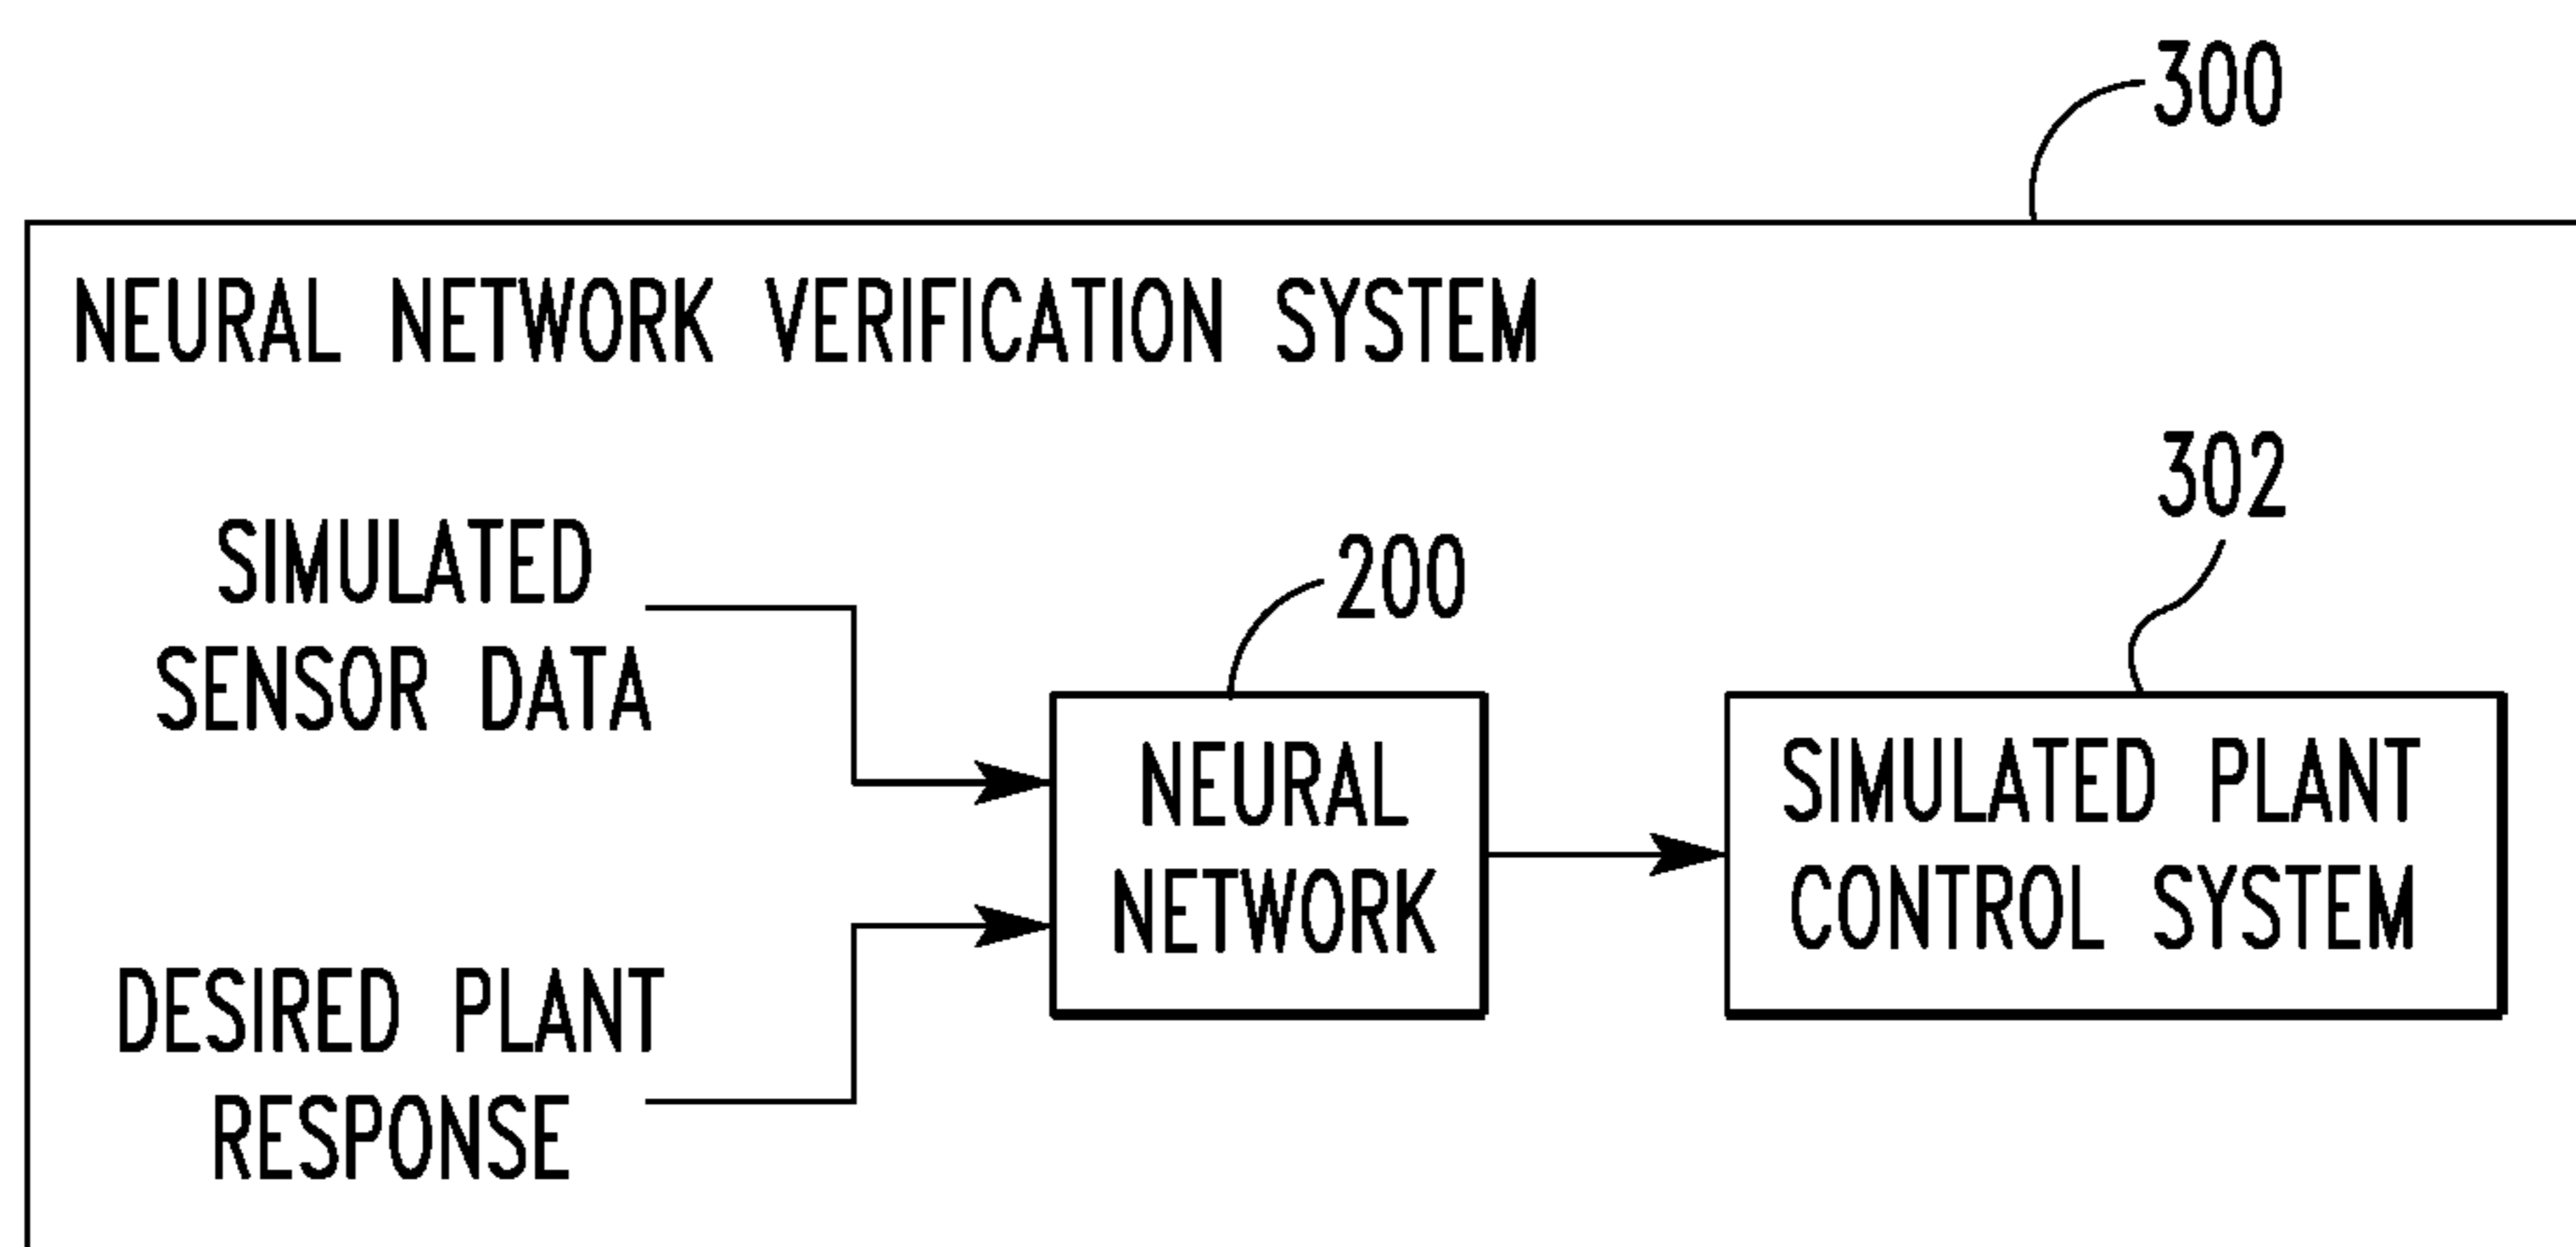 300
NEURAL NETWORK VERIFICATION SYSTEM
302
SIMULATED
SENSOR DATA
200
NEURAL
NETWORK
SIMULATED PLANT
CONTROL SYSTEM
DESIRED PLANT
RESPONSE